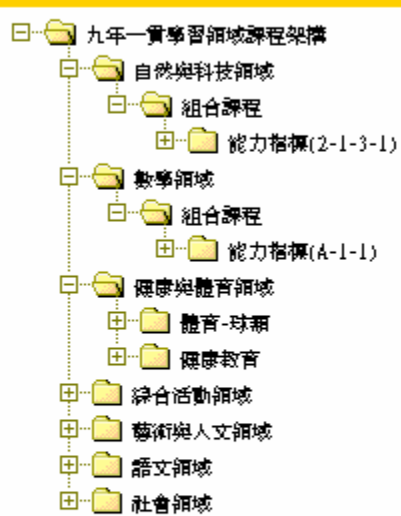 九年一貫學習領域課程架構
自然與科技領域
組合課程
能力指標(2-1-3-1)
數學領域
組合課程
能力指標(A-1-1)
健康與體育領域
體育-球類
健康教育
綜合活動領域
藝術與人文領域
語文領域
社會領域